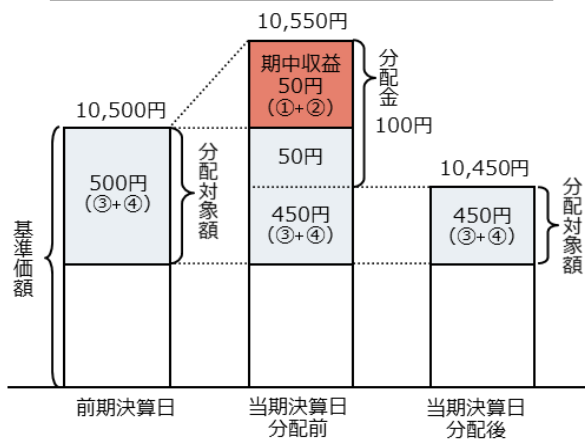 10,550円
期中収益
50円
(①+②)
分配金
100円
10,500円
50円
10,450円
500円
(③+④)
分配対象額
450円
(③+④)
450円
(③+④)
分配対象額
基準価額
前期決算日
当期決算日
分配前
当期決算日
分配後